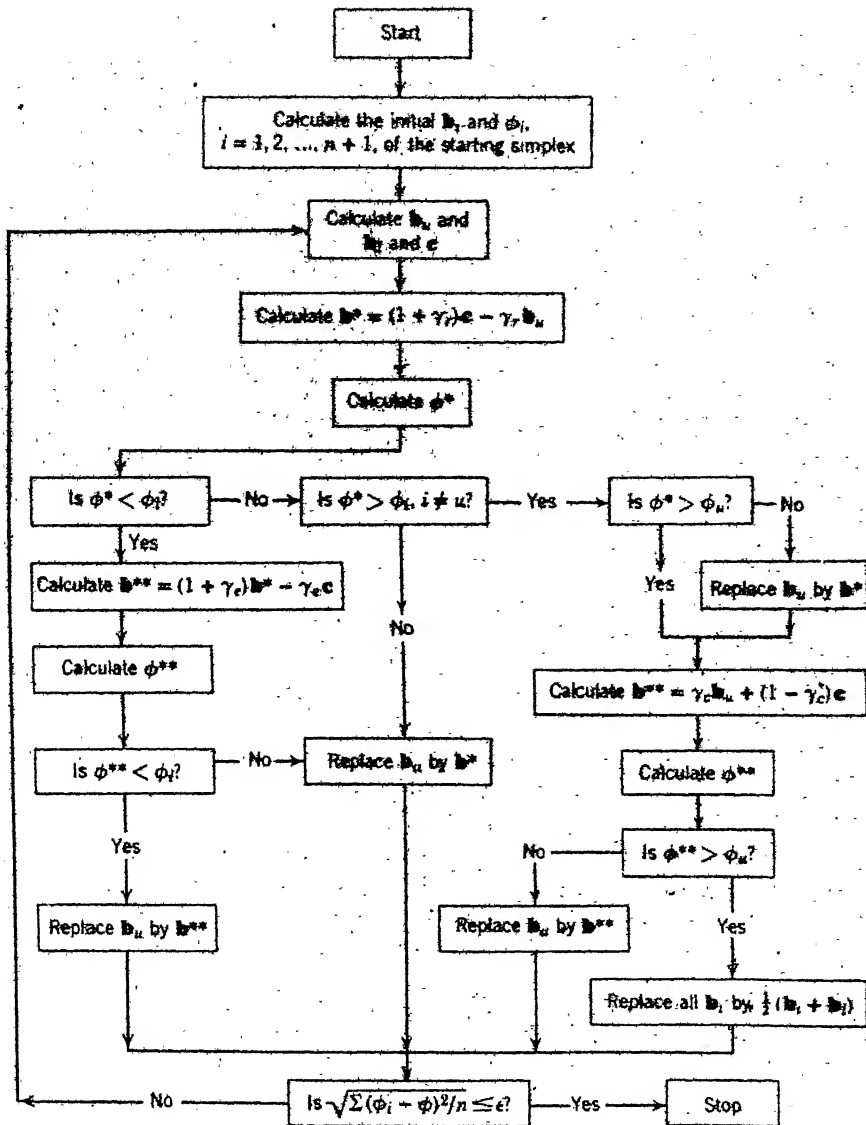 Start
Calculate the initial b_i and ϕ_i,
i = 1, 2, ..., n + 1, of the starting simplex
Calculate b_u and
b_l and c
Calculate b* = (1 + γ_r)c − γ_r b_u
Calculate ϕ*
Is ϕ* < ϕ_l?
No
Is ϕ* > ϕ_i, i ≠ u?
Yes
Is ϕ* > ϕ_u?
No
Yes
Calculate b** = (1 + γ_e)b* − γ_e c
Yes
Replace b_u by b*
No
Calculate ϕ**
Calculate b** = γ_c b_u + (1 − γ_c)c
Is ϕ** < ϕ_l?
No
Replace b_u by b*
Calculate ϕ**
Yes
No
Is ϕ** > ϕ_u?
Replace b_u by b**
Replace b_u by b**
Yes
Replace all b_i by ½(b_i + b_l)
No
Is √Σ(ϕ_i − ϕ)²/n ≤ ϵ?
Yes
Stop